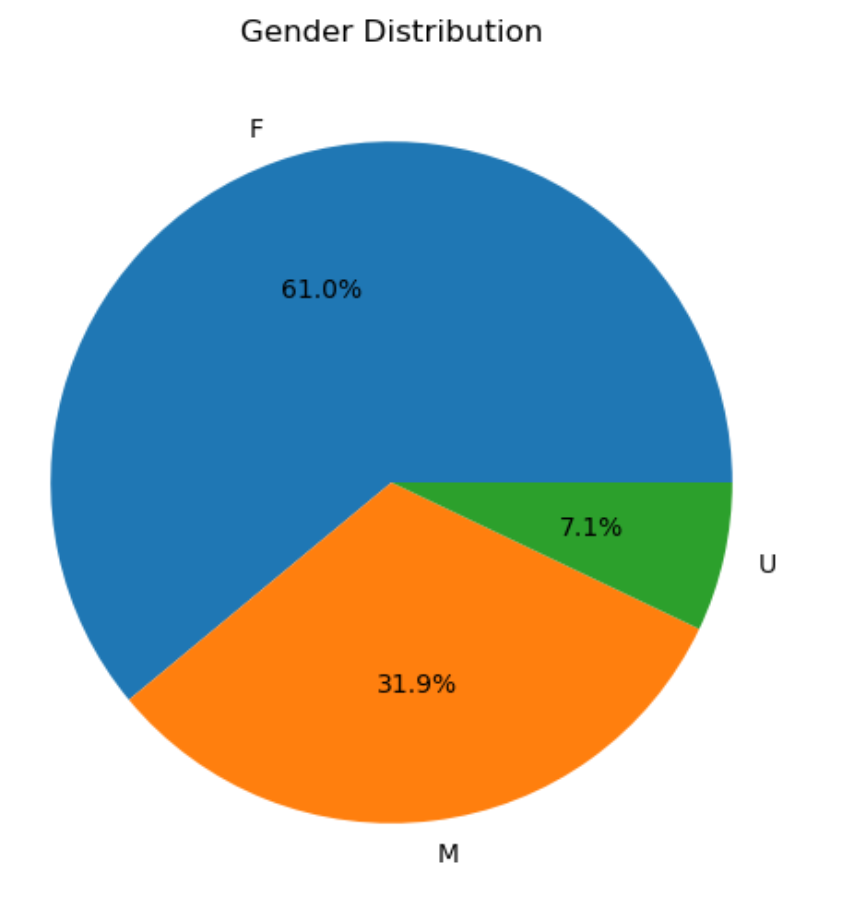 Gender Distribution
F
61.0%
7.1%
U
31.9%
M